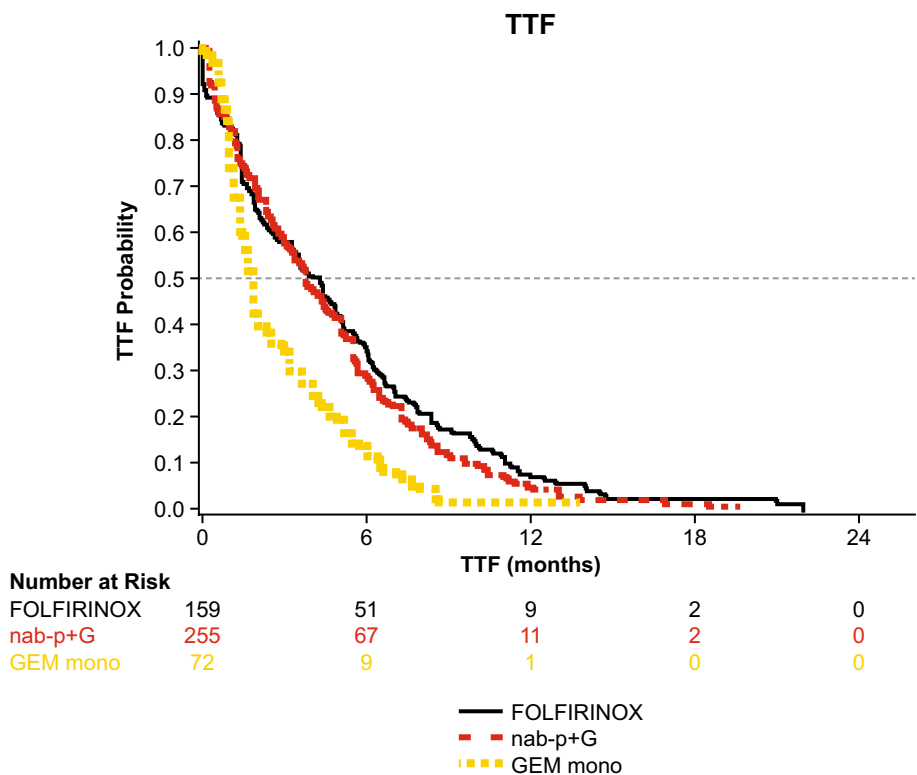 TTF
1.0
0.9
0.8
0.7
0.6
0.5
0.4
0.3
0.2
0.1
0.0
TTF Probability
0 6 12 18 24
TTF (months)
Number at Risk
FOLFIRINOX 159 51 9 2 0
nab-p+G 255 67 11 2 0
GEM mono 72 9 1 0 0
FOLFIRINOX
nab-p+G
GEM mono